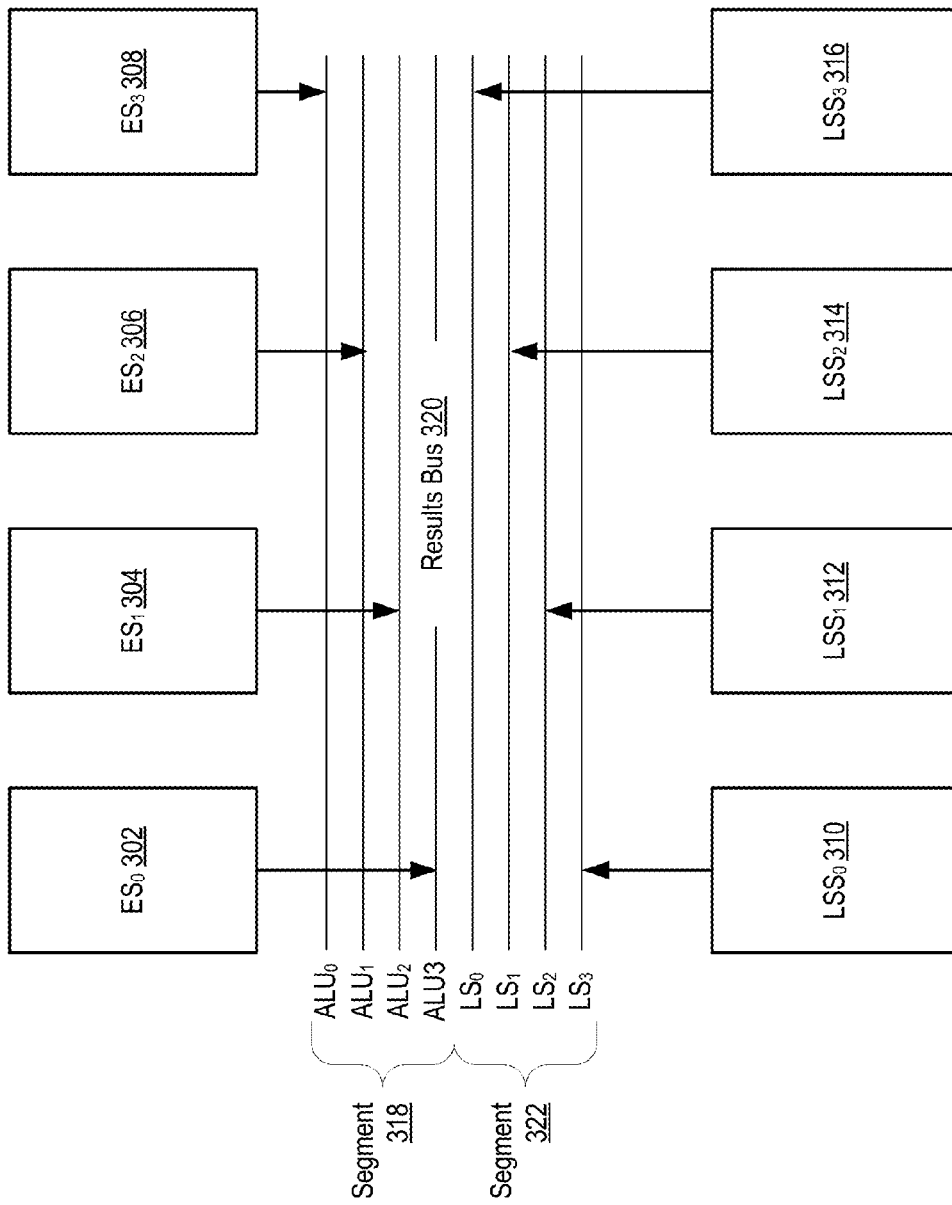 ES₃ 308
ES₂ 306
ES₁ 304
ES₀ 302
ALU₀
ALU₁
ALU₂
ALU3
LS₀
LS₁
LS₂
LS₃
Segment
318
Segment
322
Results Bus 320
LSS₃ 316
LSS₂ 314
LSS₁ 312
LSS₀ 310